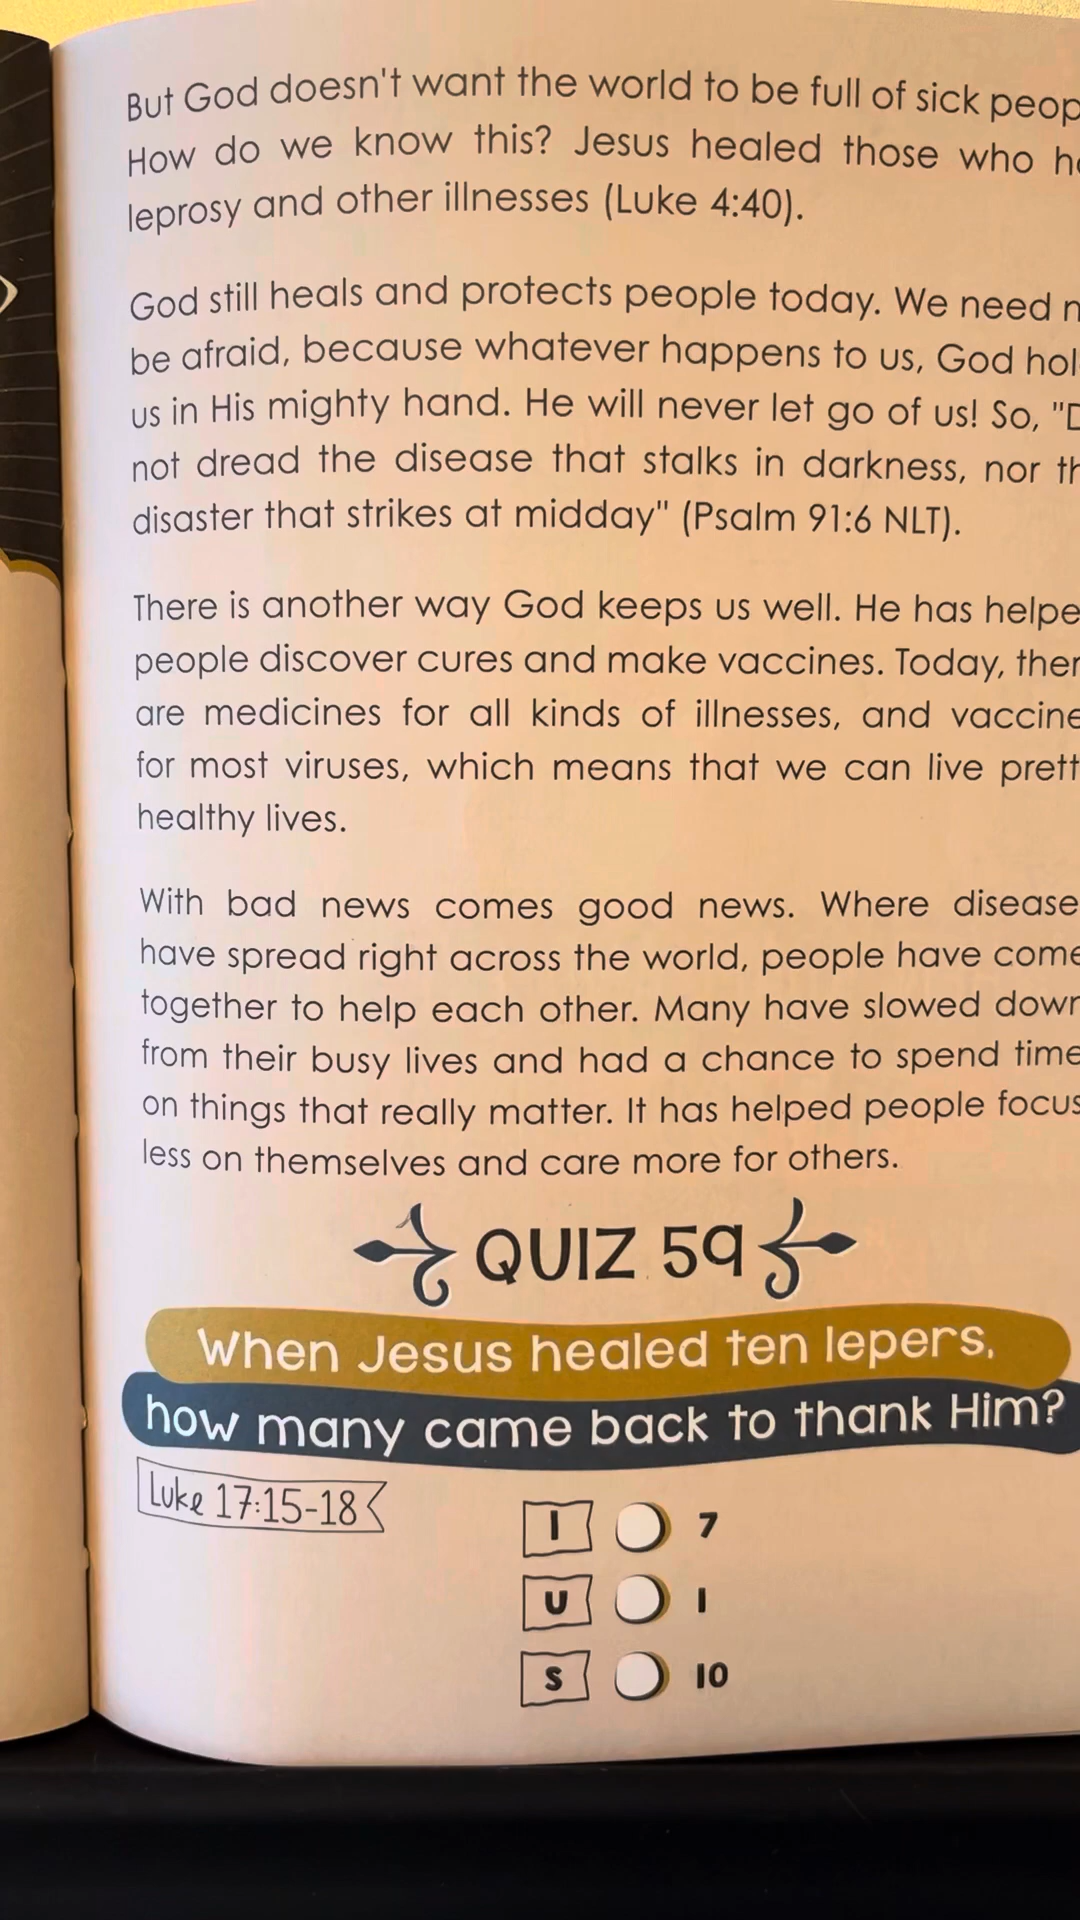 But God doesn't want the world to be full of sick
How do we know this? Jesus healed those who
leprosy and other illnesses (Luke 4:40).
God still heals and protects people today. We need
be afraid, because whatever happens to us, God
us in His mighty hand. He will never let go of us! So,
not dread the disease that stalks in darkness, nor
disaster that strikes at midday" (Psalm 91:6 NLT).
There is another way God keeps us well. He has
people discover cures and make vaccines. Today,
are medicines for all kinds of illnesses, and
for most viruses, which means that we can live
healthy lives.
With bad news comes good news. Where disease
have spread right across the world, people have come
together to help each other. Many have slowed down
from their busy lives and had a chance to spend time
on things that really matter. It has helped people focus
less on themselves and care more for others.
QUIZ 59
When Jesus healed ten lepers,
how many came back to thank Him?
Luke 17:15-18
I 7
U 1
S 10